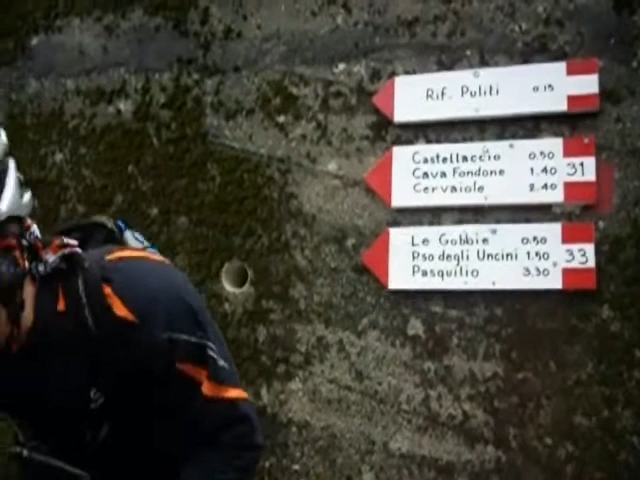 Rif. Puliti 0.15
Castellaccio 0.50
Cava Fondone 1.40 31
Cervaiole 2.40
Le Gobbie 0.50
P.so degli Uncini 1.50 33
Pasquilio 3.30